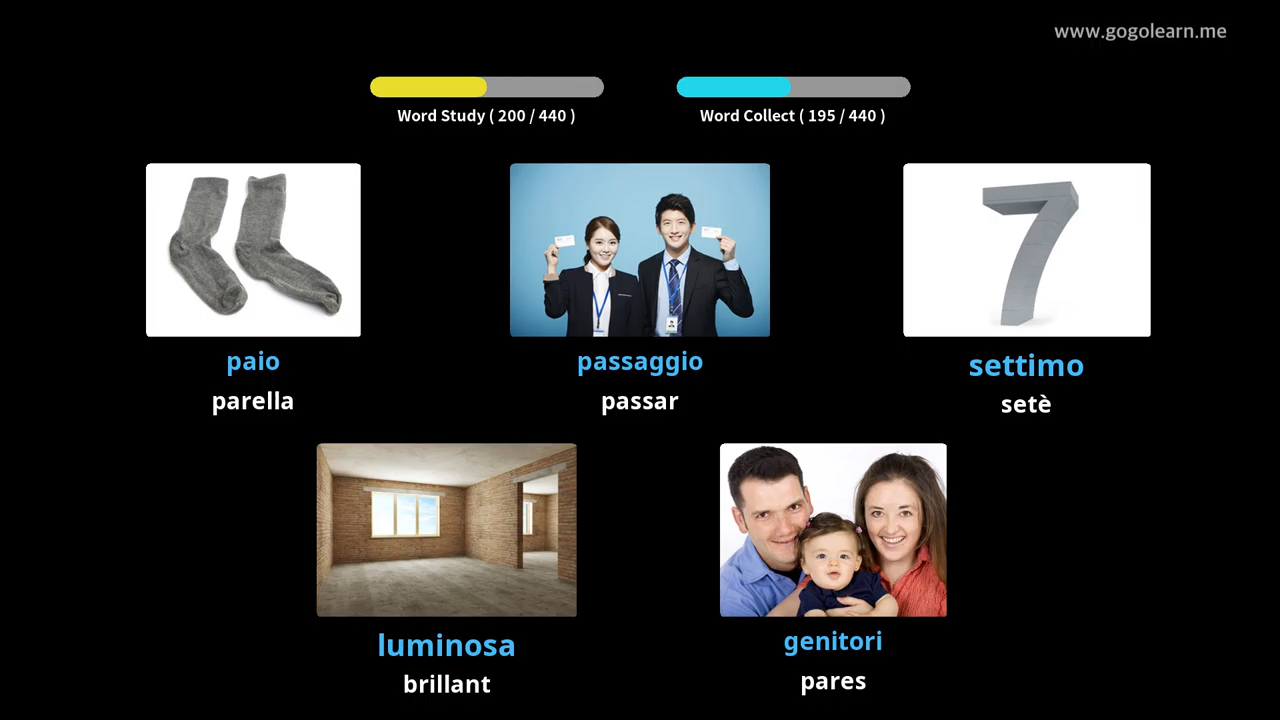 www.gogolearn.me
Word Study ( 200 / 440 )
Word Collect ( 195 / 440 )
paio
parella
passaggio
passar
settimo
setè
luminosa
brillant
genitori
pares